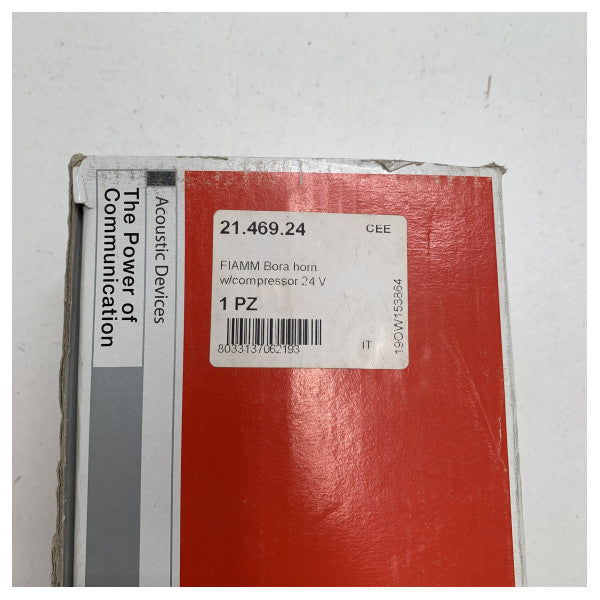 The Power of
Communication
Acoustic Devices
21.469.24
CEE
FIAMM Bora horn
w/compressor 24 V
1 PZ
8033137062193
IT
19OW153864